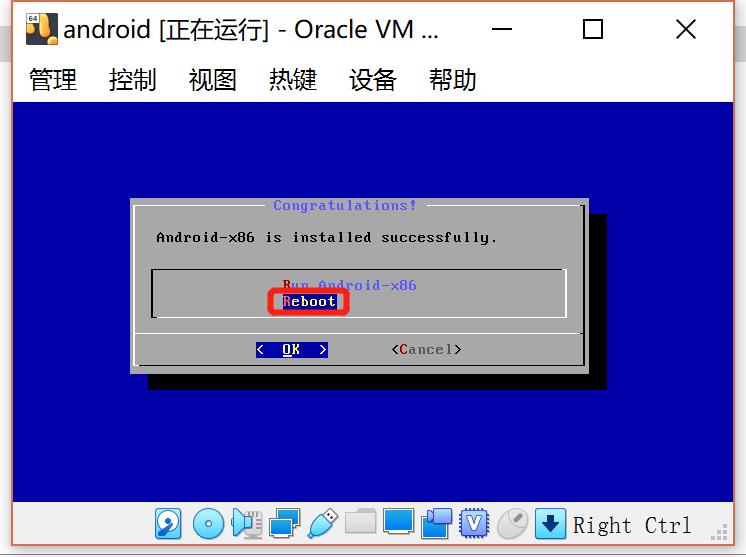 64
android [正在运行] - Oracle VM ...
管理 控制 视图 热键 设备 帮助
Congratulations!
Android-x86 is installed successfully.
Run Android-x86
Reboot
< OK > <Cancel>
V Right Ctrl